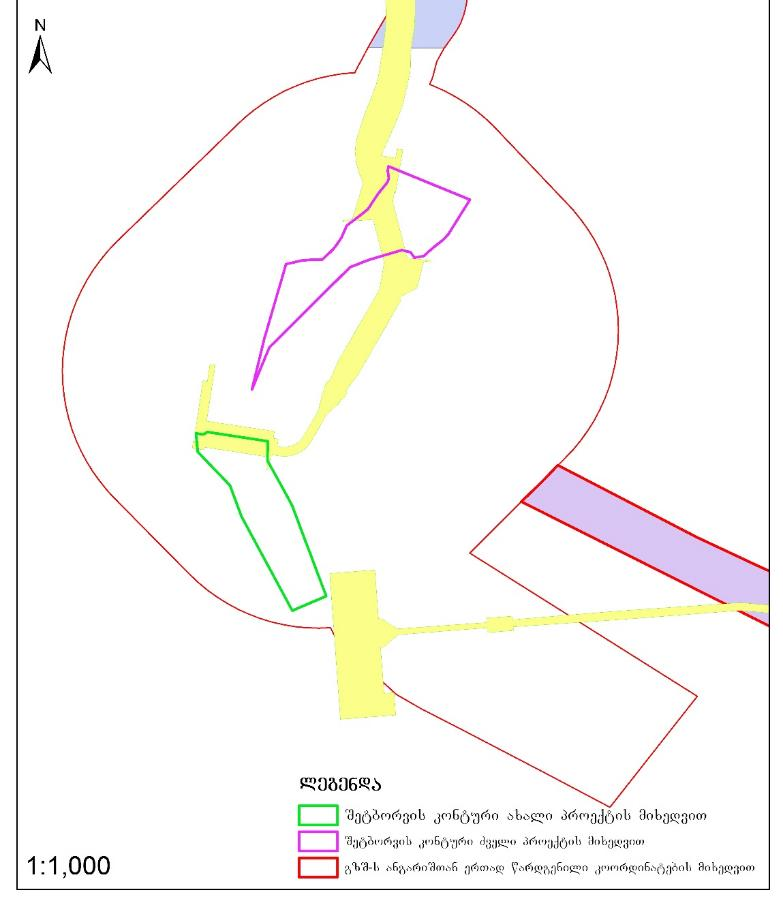 N
ლეგენდა
შეტბორვის კონტური ახალი პროექტის მიხედვით
შეტბორვის კონტური ძველი პროექტის მიხედვით
გზშ-ს ანგარიშთან ერთად წარდგენილი კოორდინატების მიხედვით
1:1,000